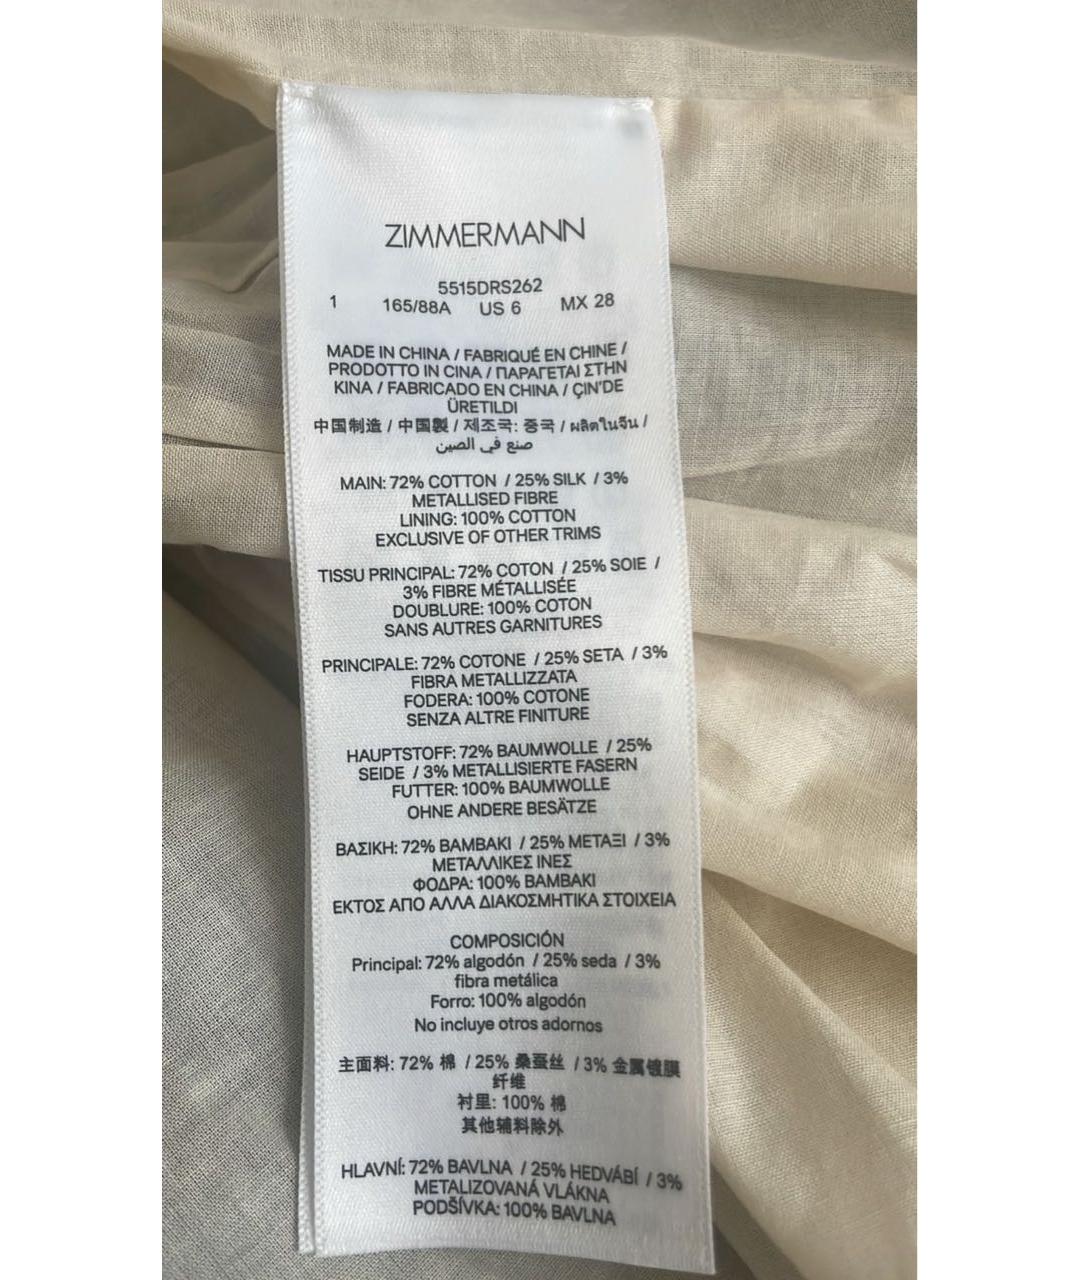 ZIMMERMANN
5515DRS262
1 165/88A US 6 MX 28
MADE IN CHINA / FABRIQUÉ EN CHINE /
PRODOTTO IN CINA / ΠΑΡΑΓΕΤΑΙ ΣΤΗΝ
KINA / FABRICADO EN CHINA / ÇIN'DE
ÜRETILDI
中国制造 / 中國製 / 제조국: 중국 / ผลิตในจีน /
صنع في الصين
MAIN: 72% COTTON / 25% SILK / 3%
METALLISED FIBRE
LINING: 100% COTTON
EXCLUSIVE OF OTHER TRIMS
TISSU PRINCIPAL: 72% COTON / 25% SOIE /
3% FIBRE MÉTALLISÉE
DOUBLURE: 100% COTON
SANS AUTRES GARNITURES
PRINCIPALE: 72% COTONE / 25% SETA / 3%
FIBRA METALLIZZATA
FODERA: 100% COTONE
SENZA ALTRE FINITURE
HAUPTSTOFF: 72% BAUMWOLLE / 25%
SEIDE / 3% METALLISIERTE FASERN
FUTTER: 100% BAUMWOLLE
OHNE ANDERE BESÄTZE
ΒΑΣΙΚΗ: 72% ΒΑΜΒΑΚΙ / 25% ΜΕΤΑΞΙ / 3%
ΜΕΤΑΛΛΙΚΕΣ ΙΝΕΣ
ΦΟΔΡΑ: 100% ΒΑΜΒΑΚΙ
ΕΚΤΟΣ ΑΠΟ ΑΛΛΑ ΔΙΑΚΟΣΜΗΤΙΚΑ ΣΤΟΙΧΕΙΑ
COMPOSICIÓN
Principal: 72% algodón / 25% seda / 3%
fibra metálica
Forro: 100% algodón
No incluye otros adornos
主面料: 72% 棉 / 25% 桑蚕丝 / 3% 金属镀膜
纤维
衬里: 100% 棉
其他辅料除外
HLAVNÍ: 72% BAVLNA / 25% HEDVÁBÍ / 3%
METALIZOVANÁ VLÁKNA
PODŠÍVKA: 100% BAVLNA